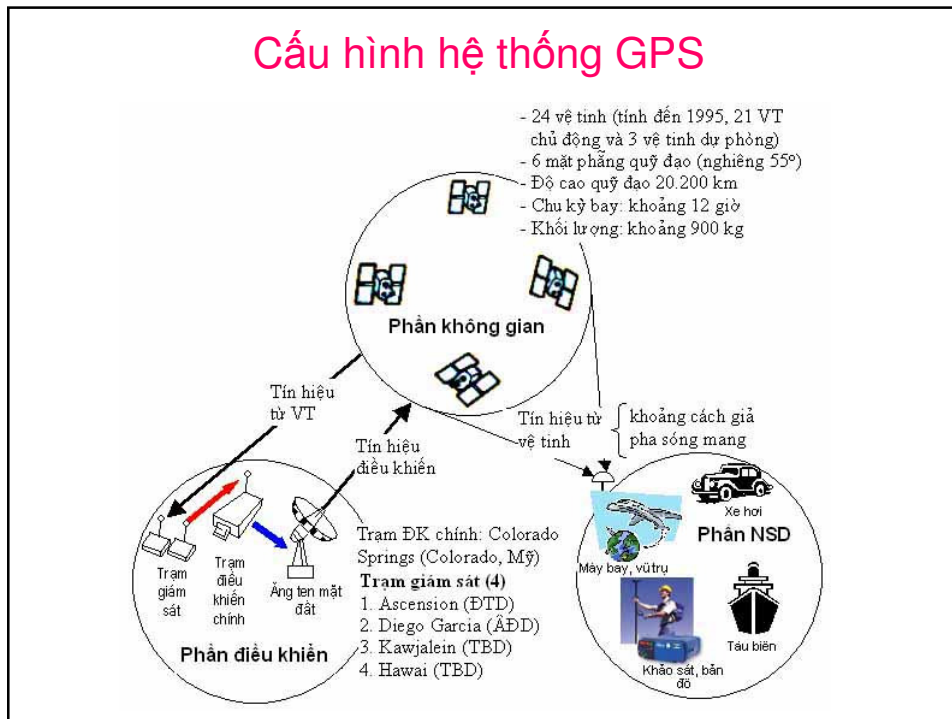 Cấu hình hệ thống GPS
- 24 vệ tinh (tính đến 1995, 21 VT
chủ động và 3 vệ tinh dự phòng)
- 6 mặt phẵng quỹ đạo (nghiêng 55º)
- Độ cao quỹ đạo 20.200 km
- Chu kỳ bay: khoảng 12 giờ
- Khối lượng: khoảng 900 kg
Phần không gian
Tín hiệu
từ VT
Tín hiệu
điều khiển
Tín hiệu từ
vệ tinh
khoảng cách giả
pha sóng mang
Trạm
giám
sát
Trạm
điều
khiển
chính
Ăng ten mặt
đất
Phần điều khiển
Trạm ĐK chính: Colorado
Springs (Colorado, Mỹ)
Trạm giám sát (4)
1. Ascension (ĐTD)
2. Diego Garcia (ÂĐD)
3. Kawjalein (TBD)
4. Hawai (TBD)
Xe hơi
Phần NSD
Máy bay, vũ trụ
Tàu biển
Khảo sát, bản
đồ